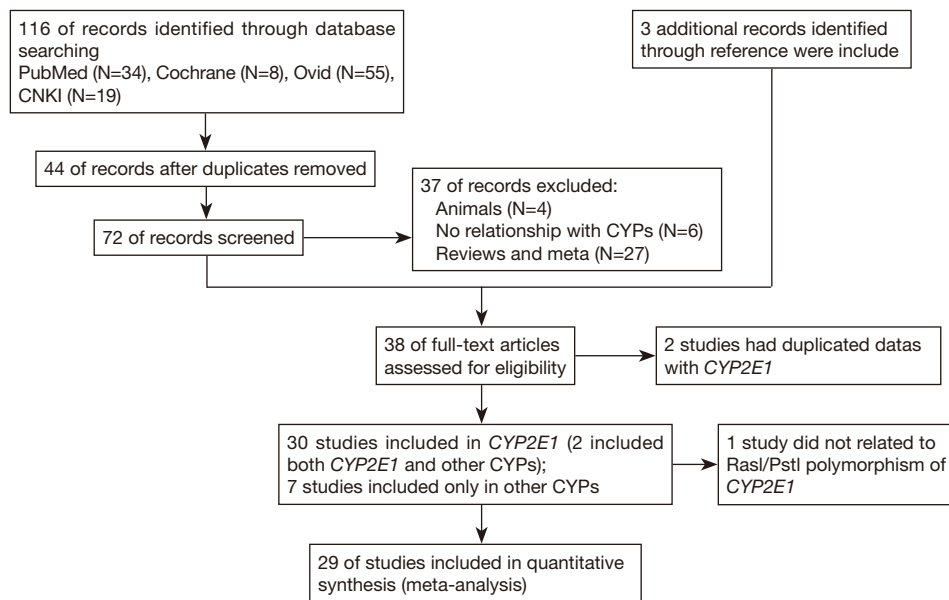 116 of records identified through database
searching
PubMed (N=34), Cochrane (N=8), Ovid (N=55),
CNKI (N=19)
3 additional records identified
through reference were include
44 of records after duplicates removed
37 of records excluded:
Animals (N=4)
No relationship with CYPs (N=6)
Reviews and meta (N=27)
72 of records screened
38 of full-text articles
assessed for eligibility
2 studies had duplicated datas
with CYP2E1
30 studies included in CYP2E1 (2 included
both CYP2E1 and other CYPs);
7 studies included only in other CYPs
1 study did not related to
RasI/PstI polymorphism of
CYP2E1
29 of studies included in quantitative
synthesis (meta-analysis)